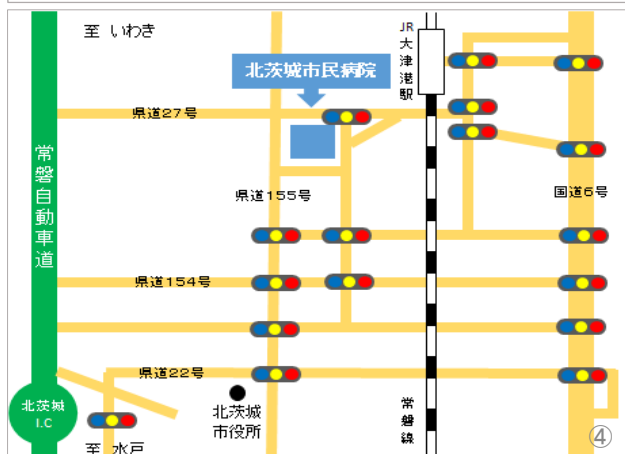 至 いわき
JR
大津港駅
北茨城市民病院
県道27号
常磐自動車道
県道155号
国道6号
県道154号
県道22号
北茨城
I.C
北茨城
市役所
常磐線
至 水戸
④